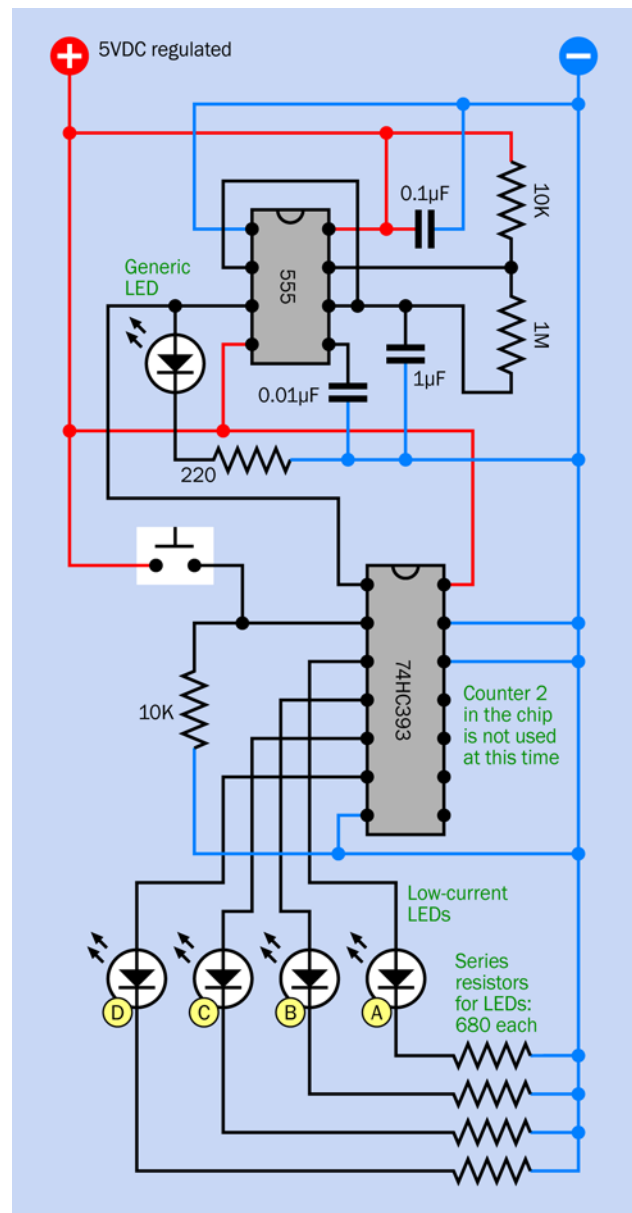 +
5VDC regulated
−
0.1µF
10K
Generic
LED
555
1M
0.01µF
1µF
220
74HC393
10K
Counter 2
in the chip
is not used
at this time
Low-current
LEDs
Series
resistors
for LEDs:
680 each
D
C
B
A